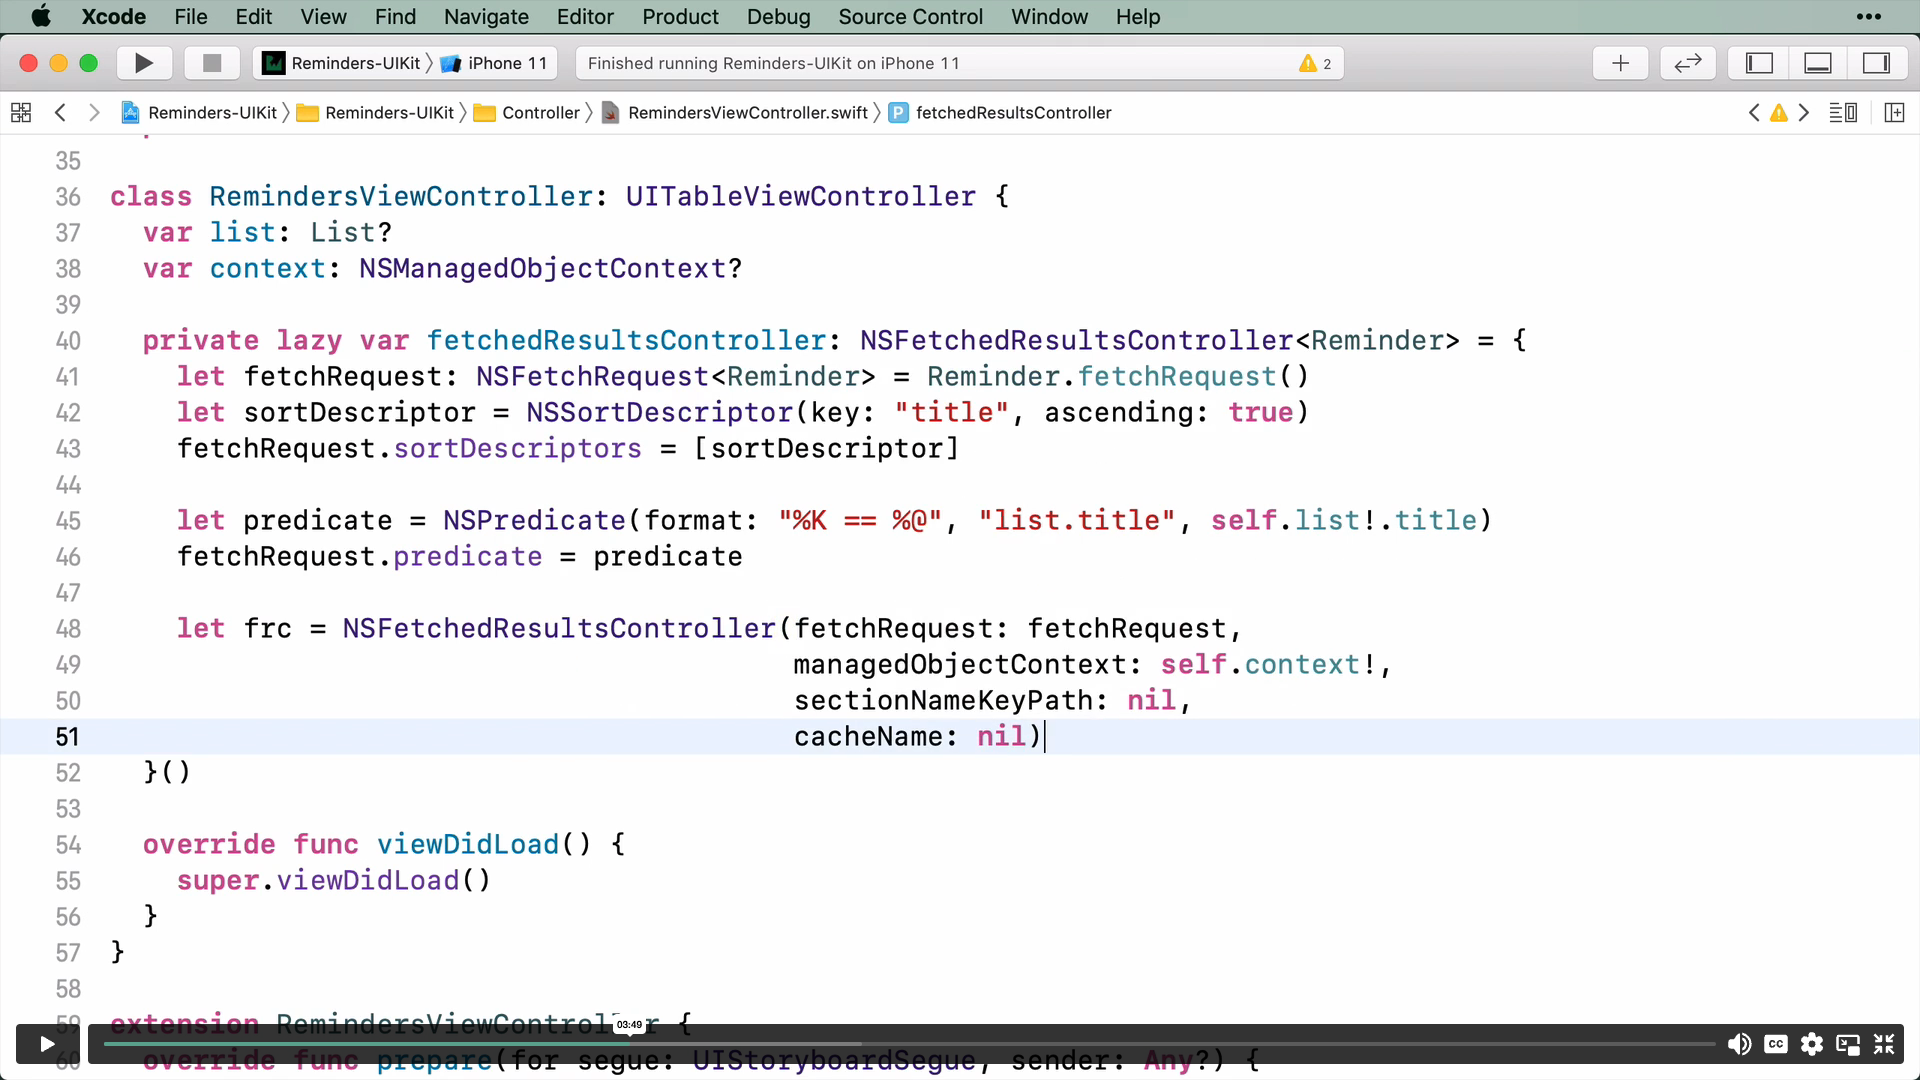 Xcode File Edit View Find Navigate Editor Product Debug Source Control Window Help
Reminders-UIKit iPhone 11 Finished running Reminders-UIKit on iPhone 11 2
Reminders-UIKit Reminders-UIKit Controller RemindersViewController.swift P fetchedResultsController
35
36 class RemindersViewController: UITableViewController {
37 var list: List?
38 var context: NSManagedObjectContext?
39
40 private lazy var fetchedResultsController: NSFetchedResultsController<Reminder> = {
41 let fetchRequest: NSFetchRequest<Reminder> = Reminder.fetchRequest()
42 let sortDescriptor = NSSortDescriptor(key: "title", ascending: true)
43 fetchRequest.sortDescriptors = [sortDescriptor]
44
45 let predicate = NSPredicate(format: "%K == %@", "list.title", self.list!.title)
46 fetchRequest.predicate = predicate
47
48 let frc = NSFetchedResultsController(fetchRequest: fetchRequest,
49 managedObjectContext: self.context!,
50 sectionNameKeyPath: nil,
51 cacheName: nil)
52 }()
53
54 override func viewDidLoad() {
55 super.viewDidLoad()
56 }
57 }
58
59 extension RemindersViewController {
03:49
60 override func prepare(for segue: UIStoryboardSegue, sender: Any?) {
CC